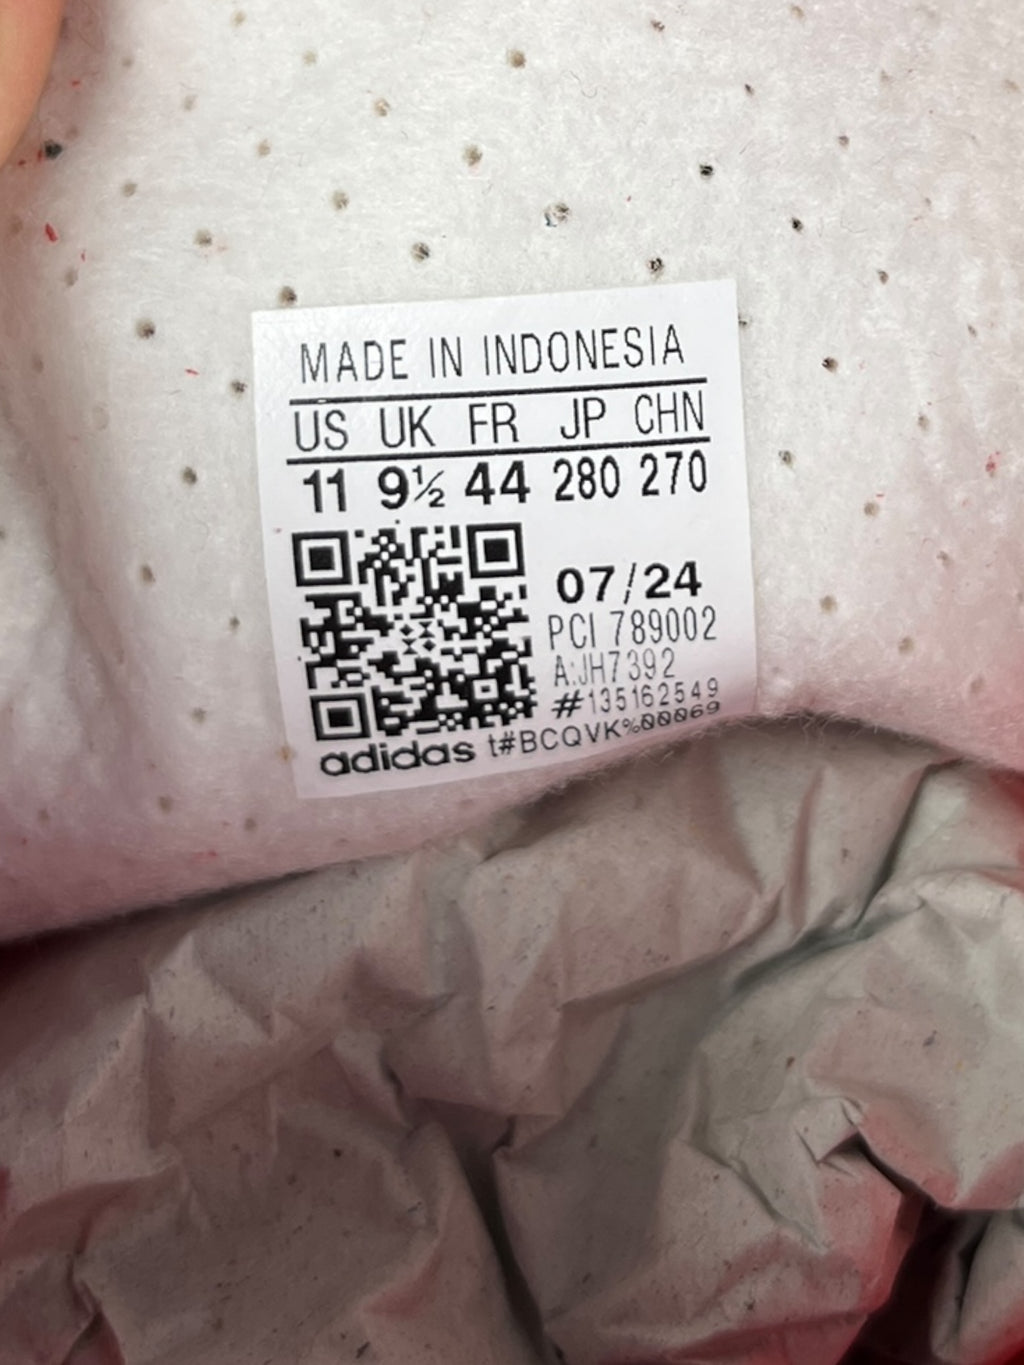 MADE IN INDONESIA
US UK FR JP CHN
11 9½ 44 280 270
07/24
PCI 789002
A:JH7392
#135162549
adidas t#BCQVK%00069